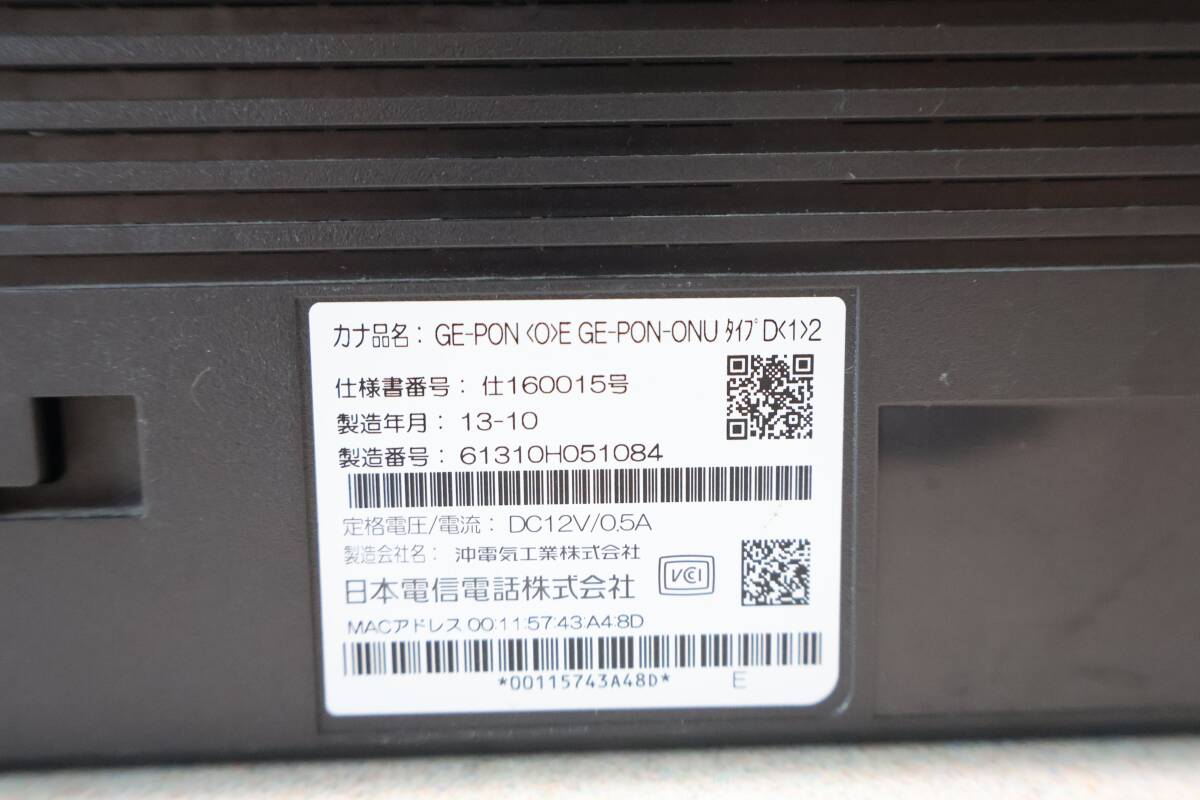 カナ品名： GE-PON <O>E GE-PON-ONU ﾀｲﾌﾟD<1>2
仕様書番号： 仕160015号
製造年月： 13-10
製造番号： 61310H051084
定格電圧/電流： DC12V/0.5A
製造会社名： 沖電気工業株式会社
日本電信電話株式会社
VCI
MACアドレス 00:11:57:43:A4:8D
*00115743A48D* E